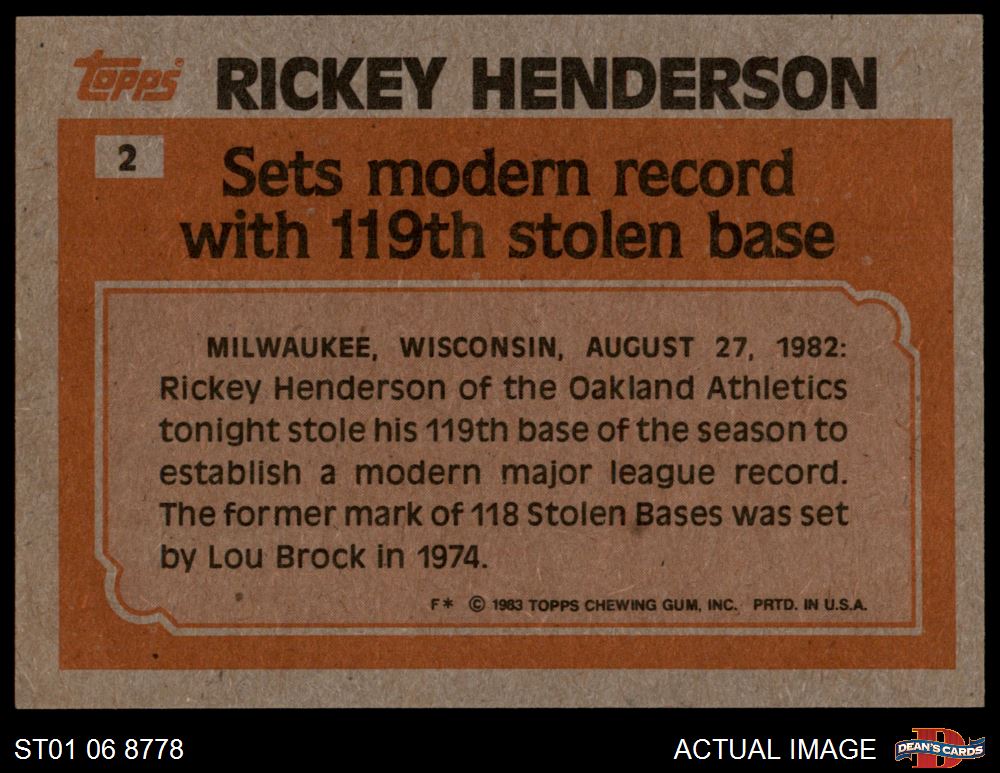 topps® RICKEY HENDERSON
2
Sets modern record
with 119th stolen base
MILWAUKEE, WISCONSIN, AUGUST 27, 1982:
Rickey Henderson of the Oakland Athletics
tonight stole his 119th base of the season to
establish a modern major league record.
The former mark of 118 Stolen Bases was set
by Lou Brock in 1974.
F* © 1983 TOPPS CHEWING GUM, INC. PRTD. IN U.S.A.
ST01 06 8778
ACTUAL IMAGE
D
DEAN'S CARDS